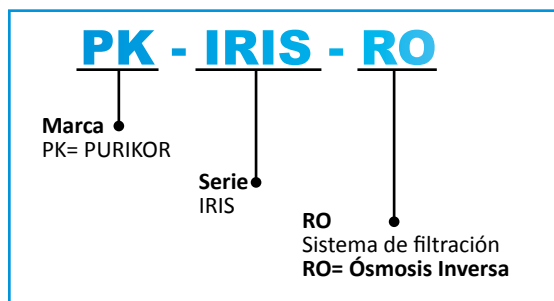 PK - IRIS - RO
Marca
PK= PURIKOR
Serie
IRIS
RO
Sistema de filtración
RO= Ósmosis Inversa